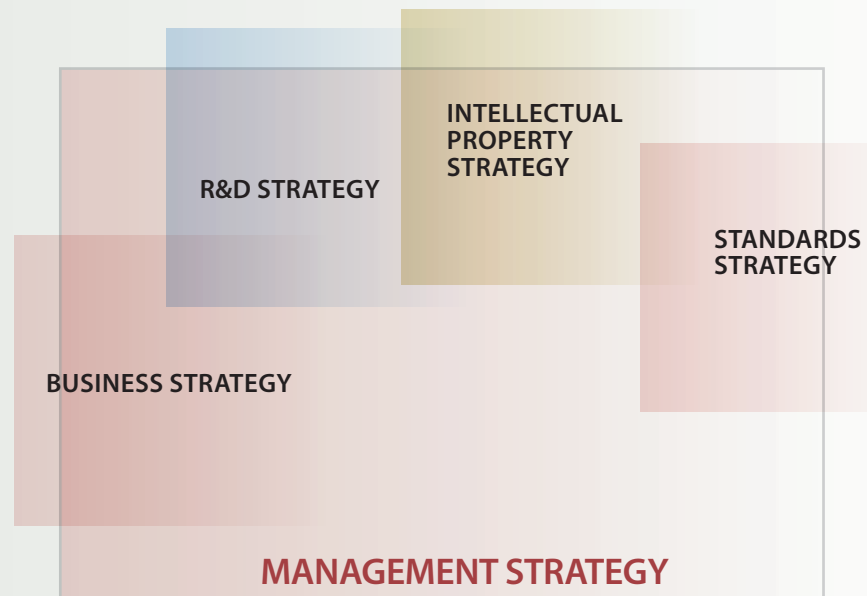 INTELLECTUAL
PROPERTY
STRATEGY
R&D STRATEGY
STANDARDS
STRATEGY
BUSINESS STRATEGY
MANAGEMENT STRATEGY